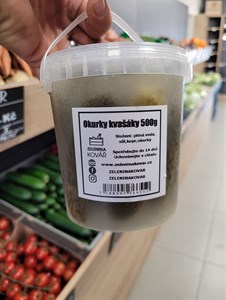 Okurky kvašáky 500g
ZELENINA
KOVÁŘ
Složení: pitná voda,
sůl, kopr, okurky
Spotřebujte do 14 dnů
Uchovávejte v chladu
www.zeleninakovar.cz
ZELENINAKOVAR
ZELENINAKOVAR